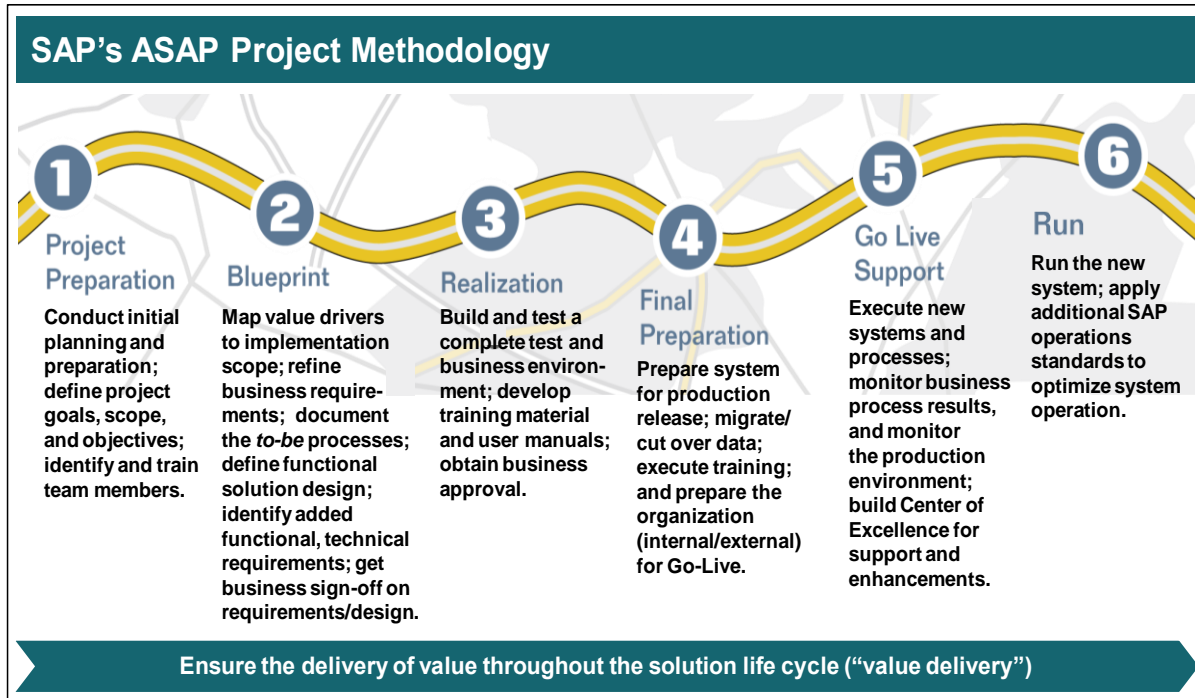 SAP's ASAP Project Methodology
1
Project
Preparation
Conduct initial
planning and
preparation;
define project
goals, scope,
and objectives;
identify and train
team members.
2
Blueprint
Map value drivers
to implementation
scope; refine
business require-
ments; document
the to-be processes;
define functional
solution design;
identify added
functional, technical
requirements; get
business sign-off on
requirements/design.
3
Realization
Build and test a
complete test and
business environ-
ment; develop
training material
and user manuals;
obtain business
approval.
4
Final
Preparation
Prepare system
for production
release; migrate/
cut over data;
execute training;
and prepare the
organization
(internal/external)
for Go-Live.
5
Go Live
Support
Execute new
systems and
processes;
monitor business
process results,
and monitor
the production
environment;
build Center of
Excellence for
support and
enhancements.
6
Run
Run the new
system; apply
additional SAP
operations
standards to
optimize system
operation.
Ensure the delivery of value throughout the solution life cycle ("value delivery")